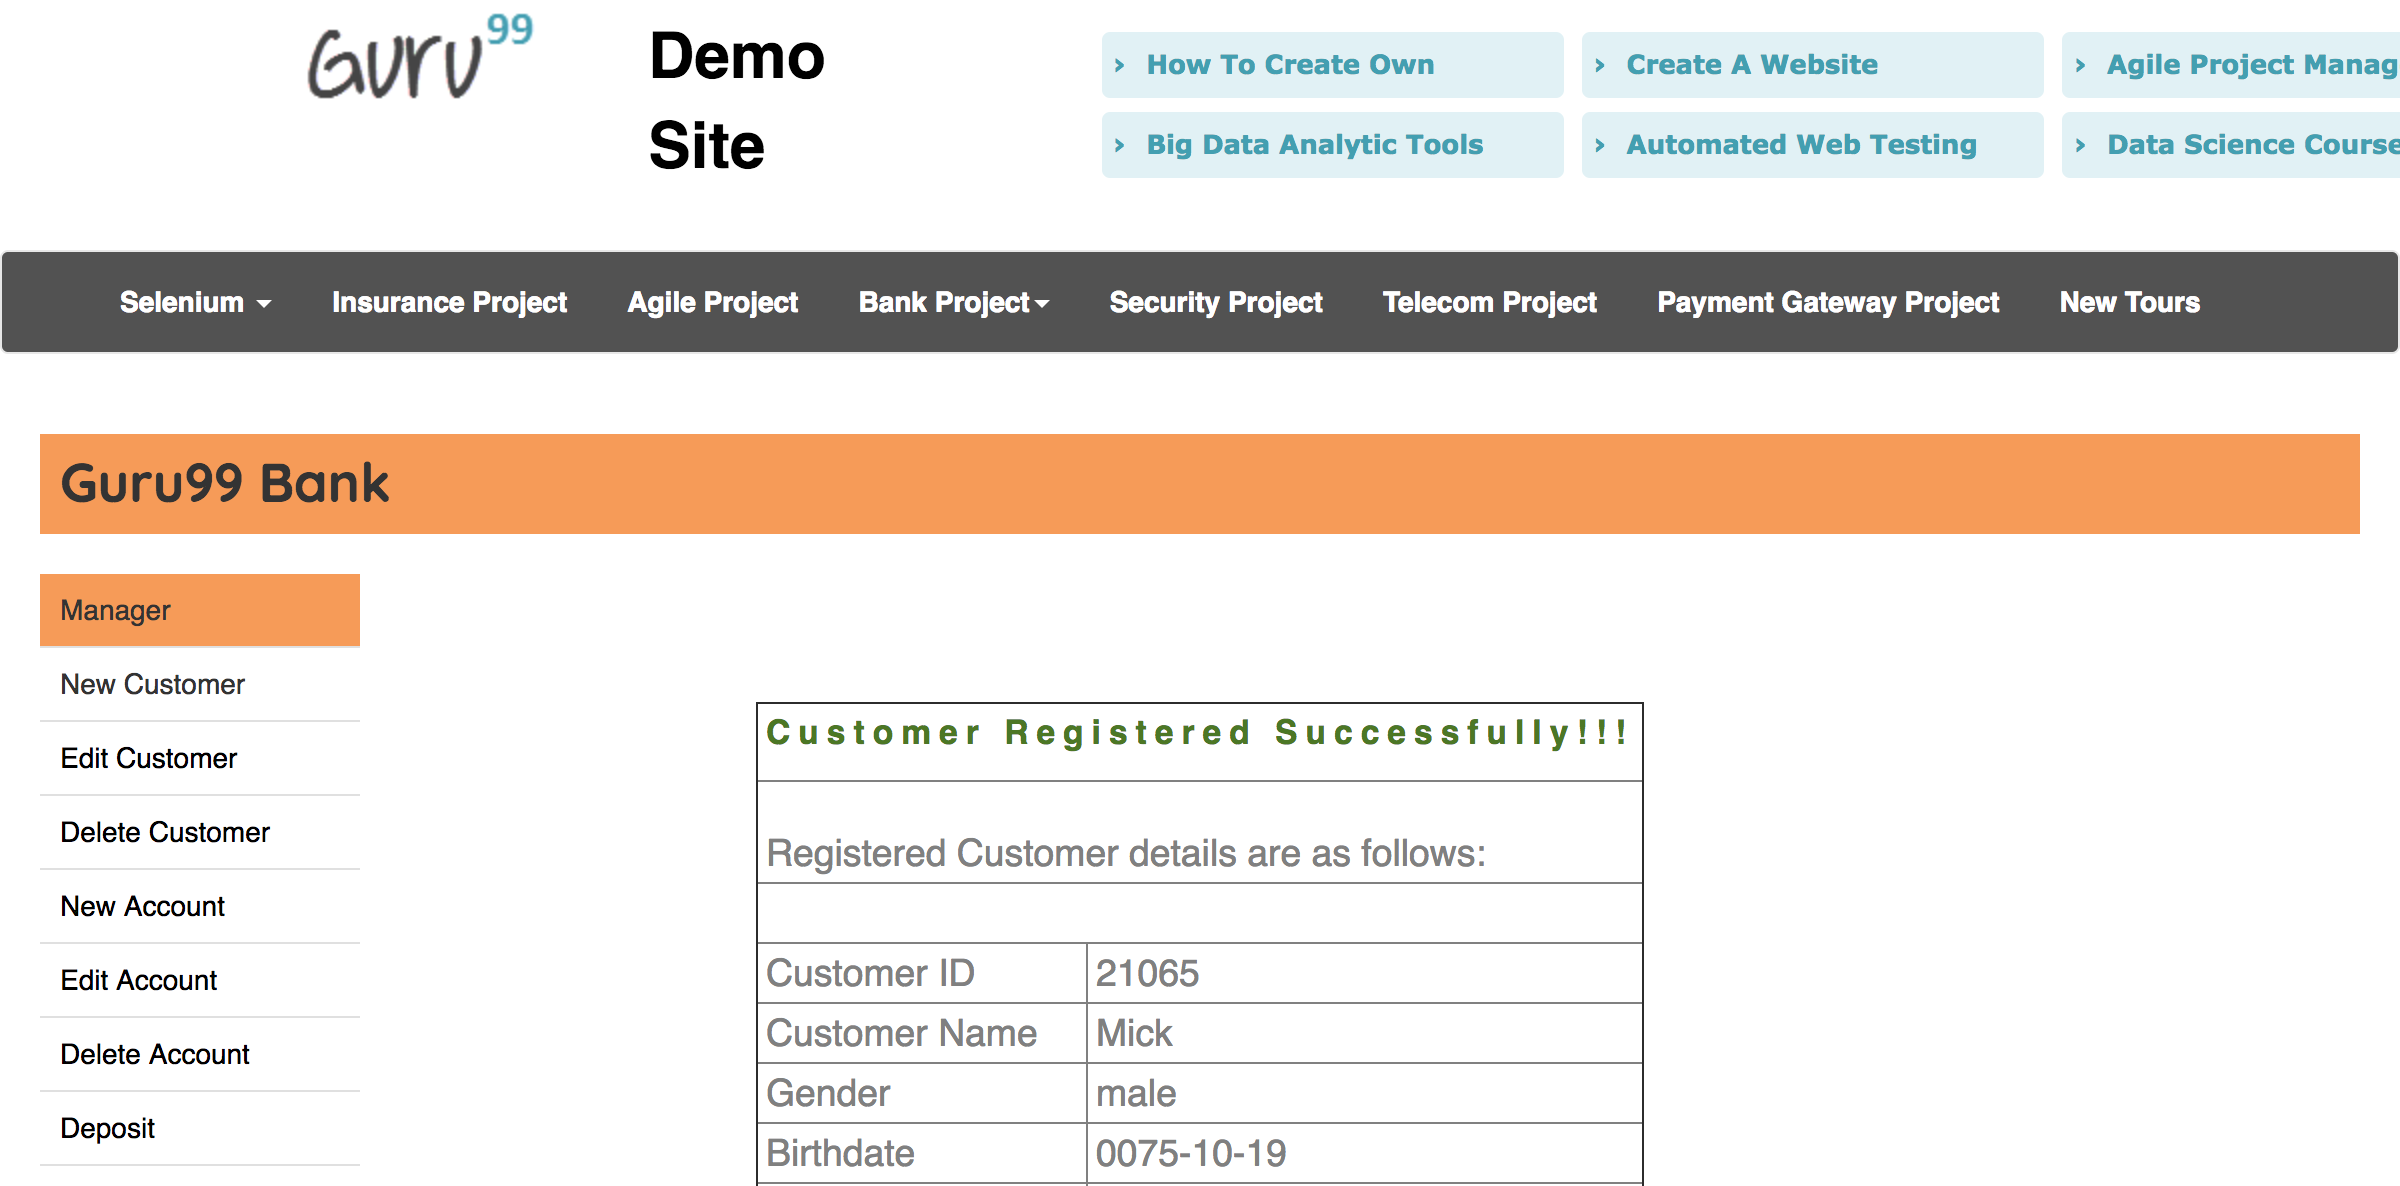 Guru99
Demo
Site
› How To Create Own
› Create A Website
› Agile Project Manag
› Big Data Analytic Tools
› Automated Web Testing
› Data Science Course
Selenium Insurance Project Agile Project Bank Project Security Project Telecom Project Payment Gateway Project New Tours
Guru99 Bank
Manager
New Customer
Edit Customer
Delete Customer
New Account
Edit Account
Delete Account
Deposit
Customer Registered Successfully!!!
Registered Customer details are as follows:
Customer ID 21065
Customer Name Mick
Gender male
Birthdate 0075-10-19